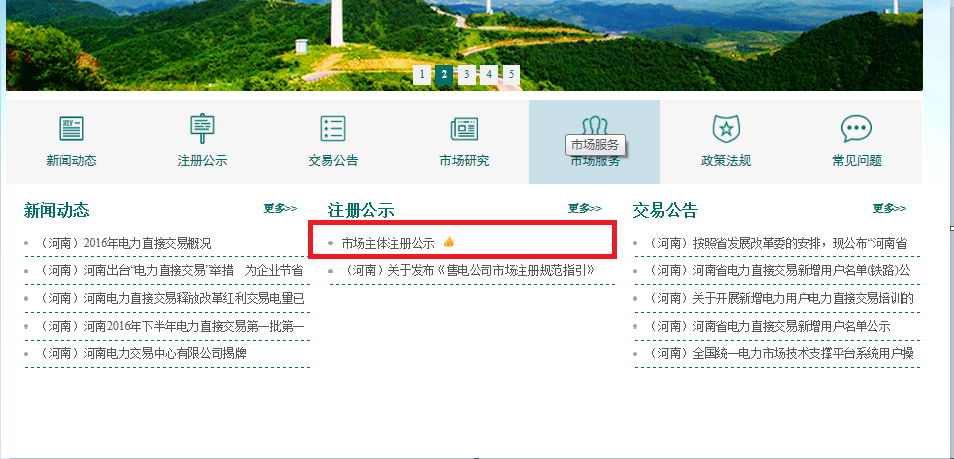 1 2 3 4 5
新闻动态 注册公示 交易公告 市场研究 市场服务 政策法规 常见问题
市场服务
新闻动态 更多>>
（河南）2016年电力直接交易概况
（河南）河南出台“电力直接交易”举措　为企业节省
（河南）河南电力直接交易释放改革红利交易电量已
（河南）河南2016年下半年电力直接交易第一批第一
（河南）河南电力交易中心有限公司揭牌
注册公示 更多>>
市场主体注册公示
（河南）关于发布《售电公司市场注册规范指引》
交易公告 更多>>
（河南）按照省发展改革委的安排，现公布“河南省
（河南）河南省电力直接交易新增用户名单(铁路)公
（河南）关于开展新增电力用户电力直接交易培训的
（河南）河南省电力直接交易新增用户名单公示
（河南）全国统一电力市场技术支撑平台系统用户操